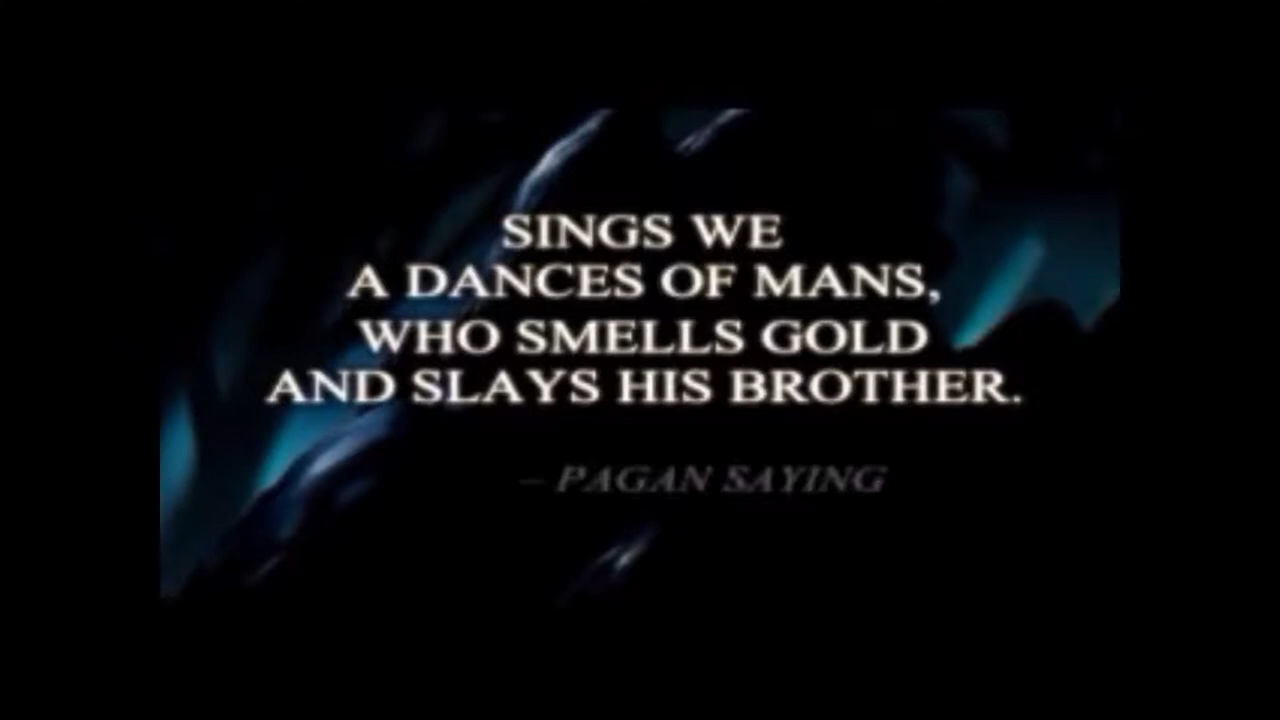 SINGS WE
A DANCES OF MANS,
WHO SMELLS GOLD
AND SLAYS HIS BROTHER.
– PAGAN SAYING